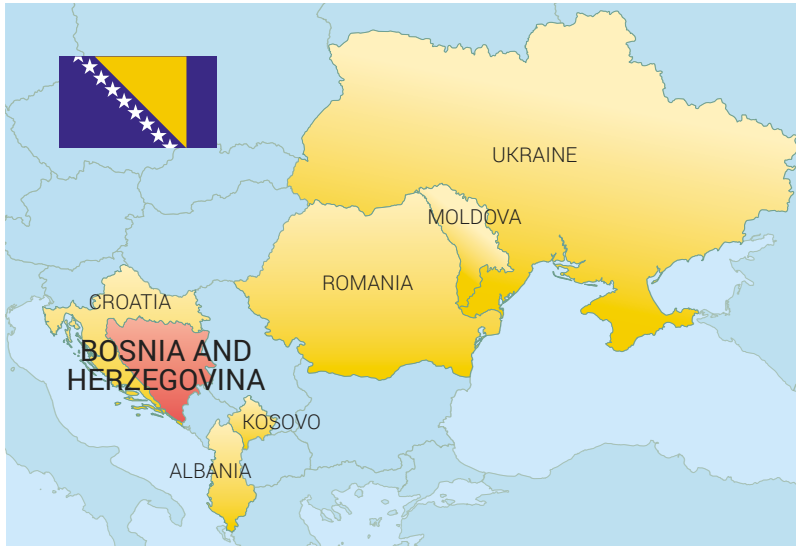 UKRAINE
MOLDOVA
ROMANIA
CROATIA
BOSNIA AND
HERZEGOVINA
KOSOVO
ALBANIA